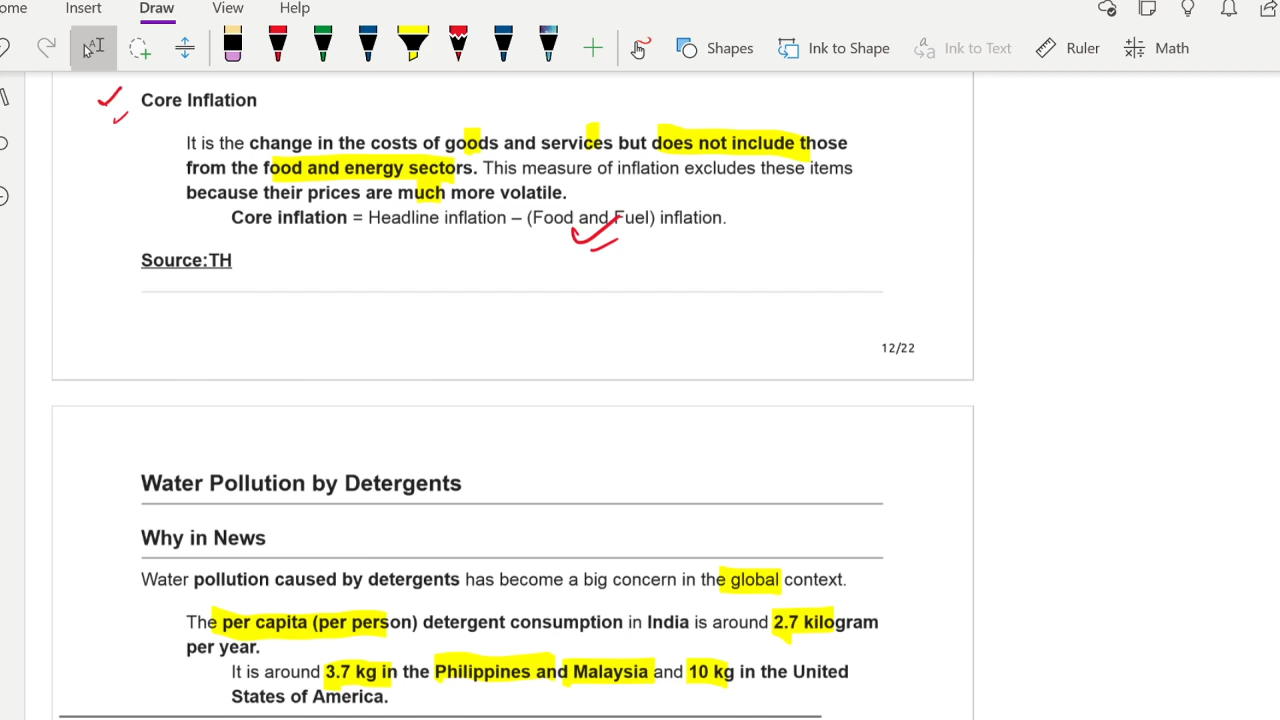 Insert Draw View Help
Shapes Ink to Shape Ink to Text Ruler Math
Core Inflation
It is the change in the costs of goods and services but does not include those
from the food and energy sectors. This measure of inflation excludes these items
because their prices are much more volatile.
Core inflation = Headline inflation – (Food and Fuel) inflation.
Source:TH
12/22
Water Pollution by Detergents
Why in News
Water pollution caused by detergents has become a big concern in the global context.
The per capita (per person) detergent consumption in India is around 2.7 kilogram
per year.
It is around 3.7 kg in the Philippines and Malaysia and 10 kg in the United
States of America.